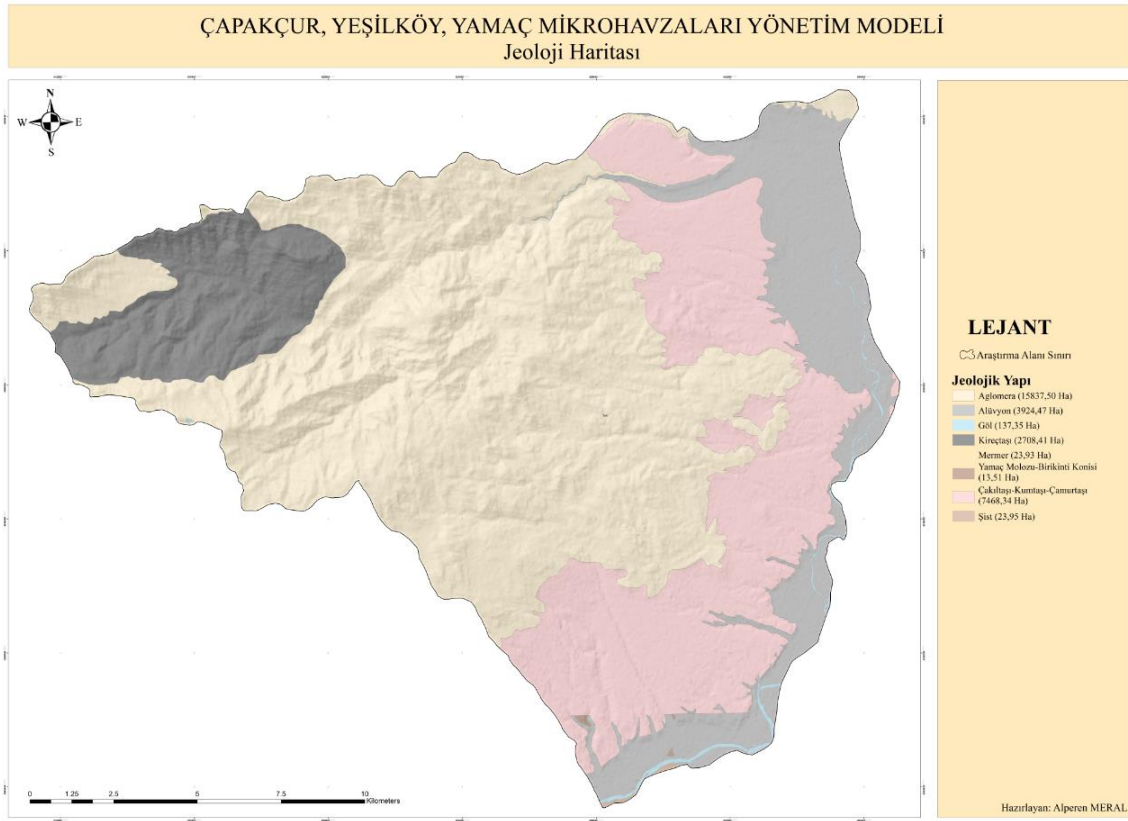 ÇAPAKÇUR, YEŞİLKÖY, YAMAÇ MİKROHAVZALARI YÖNETİM MODELİ
Jeoloji Haritası
N
W E
S
LEJANT
Araştırma Alanı Sınırı
Jeolojik Yapı
Aglomera (15837,50 Ha)
Alüvyon (3924,47 Ha)
Göl (137,35 Ha)
Kireçtaşı (2708,41 Ha)
Mermer (23,93 Ha)
Yamaç Molozu-Birikinti Konisi
(13,51 Ha)
Çakıltaşı-Kumtaşı-Çamurtaşı
(7468,34 Ha)
Şist (23,95 Ha)
0 1.25 2.5 5 7.5 10
Kilometers
Hazırlayan: Alperen MERAL